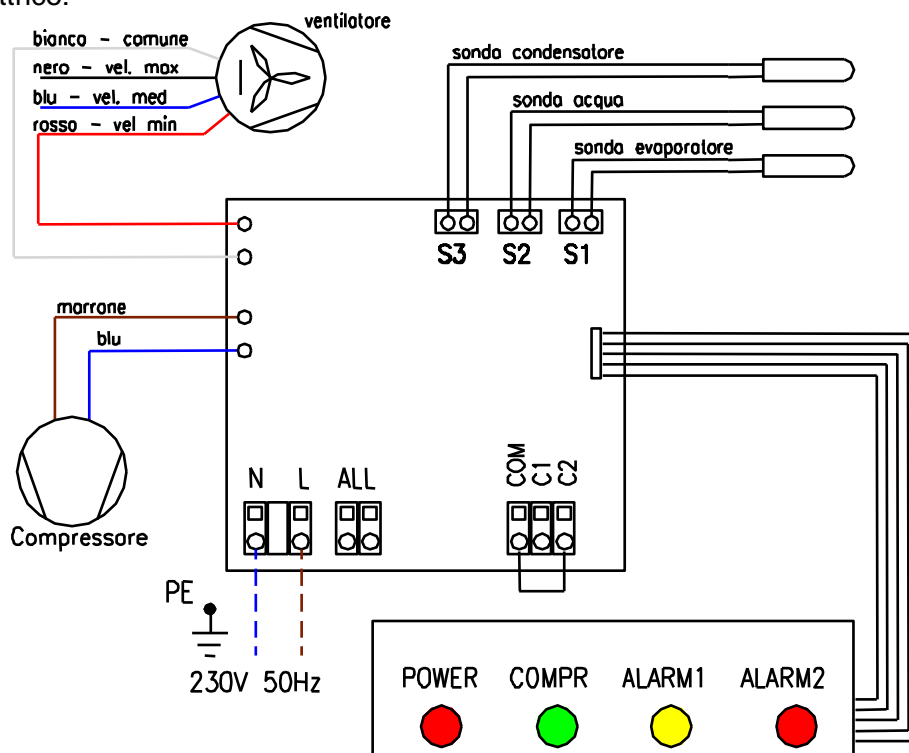 ventilatore
bianco - comune
nero - vel. max
blu - vel. med
rosso - vel min
sonda condensatore
sonda acqua
sonda evaporatore
S3 S2 S1
marrone
blu
Compressore
N L ALL
COM C1 C2
PE
230V 50Hz
POWER COMPR ALARM1 ALARM2